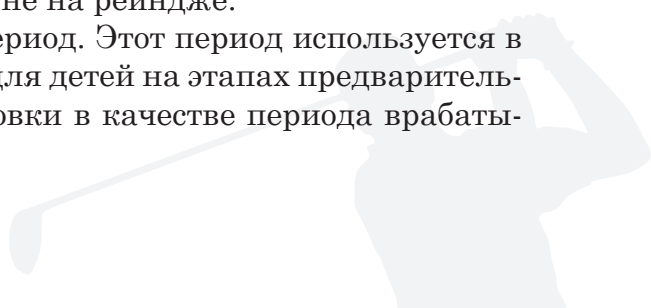 не на рейндже.
ериод. Этот период используется в
для детей на этапах предваритель-
овки в качестве периода врабаты-